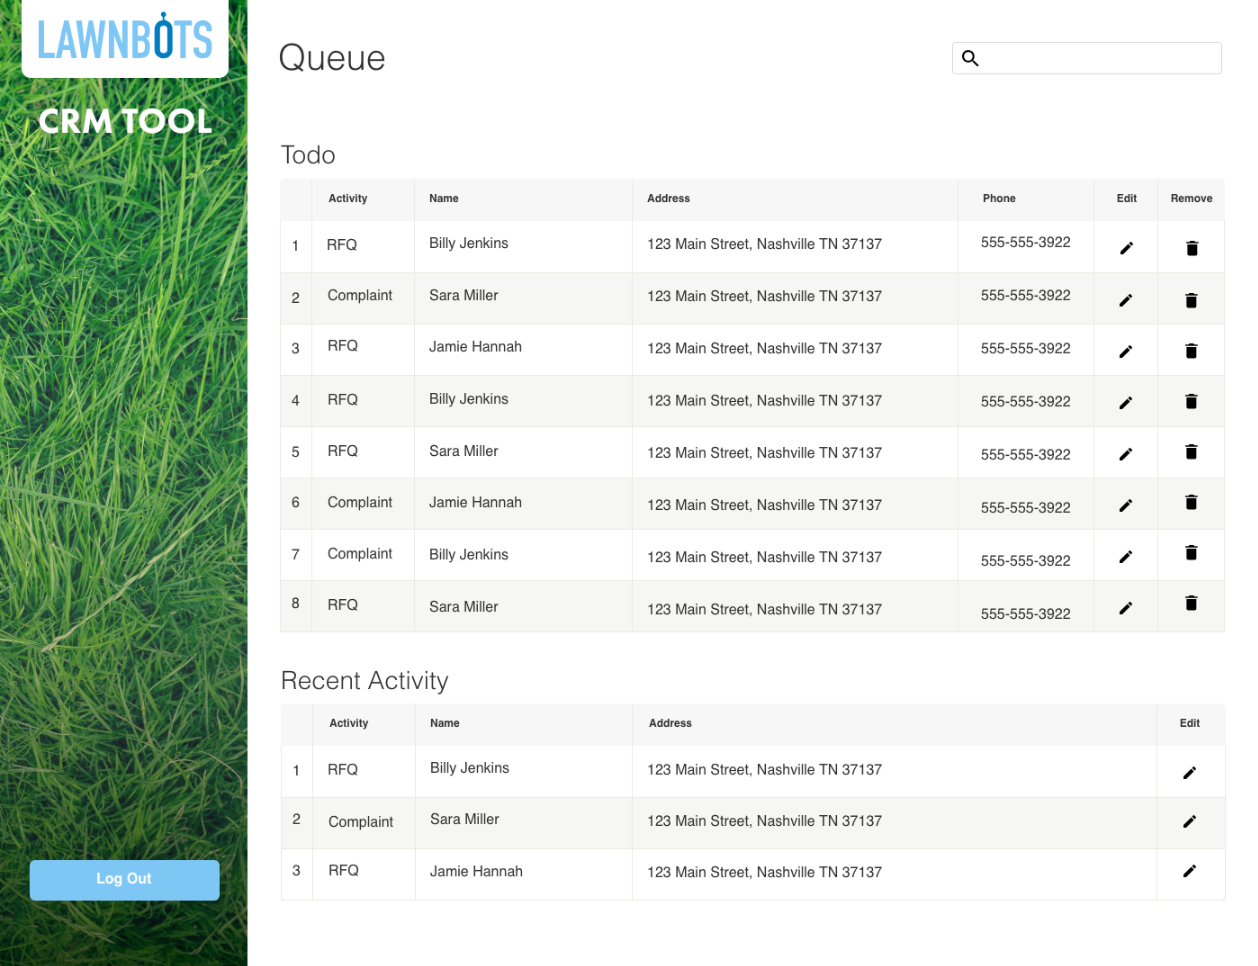 LAWNBOTS
CRM TOOL
Log Out
Queue
Todo
Activity Name Address Phone Edit Remove
1 RFQ Billy Jenkins 123 Main Street, Nashville TN 37137 555-555-3922
2 Complaint Sara Miller 123 Main Street, Nashville TN 37137 555-555-3922
3 RFQ Jamie Hannah 123 Main Street, Nashville TN 37137 555-555-3922
4 RFQ Billy Jenkins 123 Main Street, Nashville TN 37137 555-555-3922
5 RFQ Sara Miller 123 Main Street, Nashville TN 37137 555-555-3922
6 Complaint Jamie Hannah 123 Main Street, Nashville TN 37137 555-555-3922
7 Complaint Billy Jenkins 123 Main Street, Nashville TN 37137 555-555-3922
8 RFQ Sara Miller 123 Main Street, Nashville TN 37137 555-555-3922
Recent Activity
Activity Name Address Edit
1 RFQ Billy Jenkins 123 Main Street, Nashville TN 37137
2 Complaint Sara Miller 123 Main Street, Nashville TN 37137
3 RFQ Jamie Hannah 123 Main Street, Nashville TN 37137